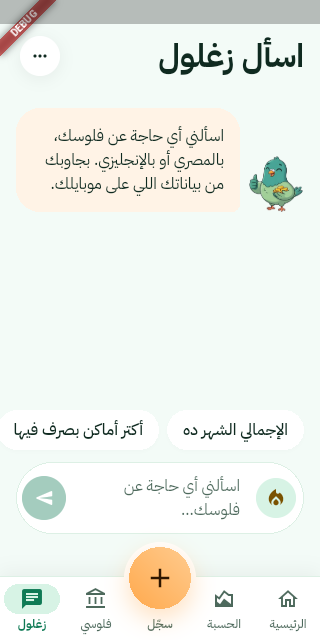 DEBUG
اسأل زغلول
اسألني أي حاجة عن فلوسك،
بالمصري أو بالإنجليزي. بجاوبك
من بياناتك اللي على موبايلك.
الإجمالي الشهر ده
أكتر أماكن بصرف فيها
اسألني أي حاجة عن
فلوسك...
الرئيسية
الحسبة
سجّل
فلوسي
زغلول